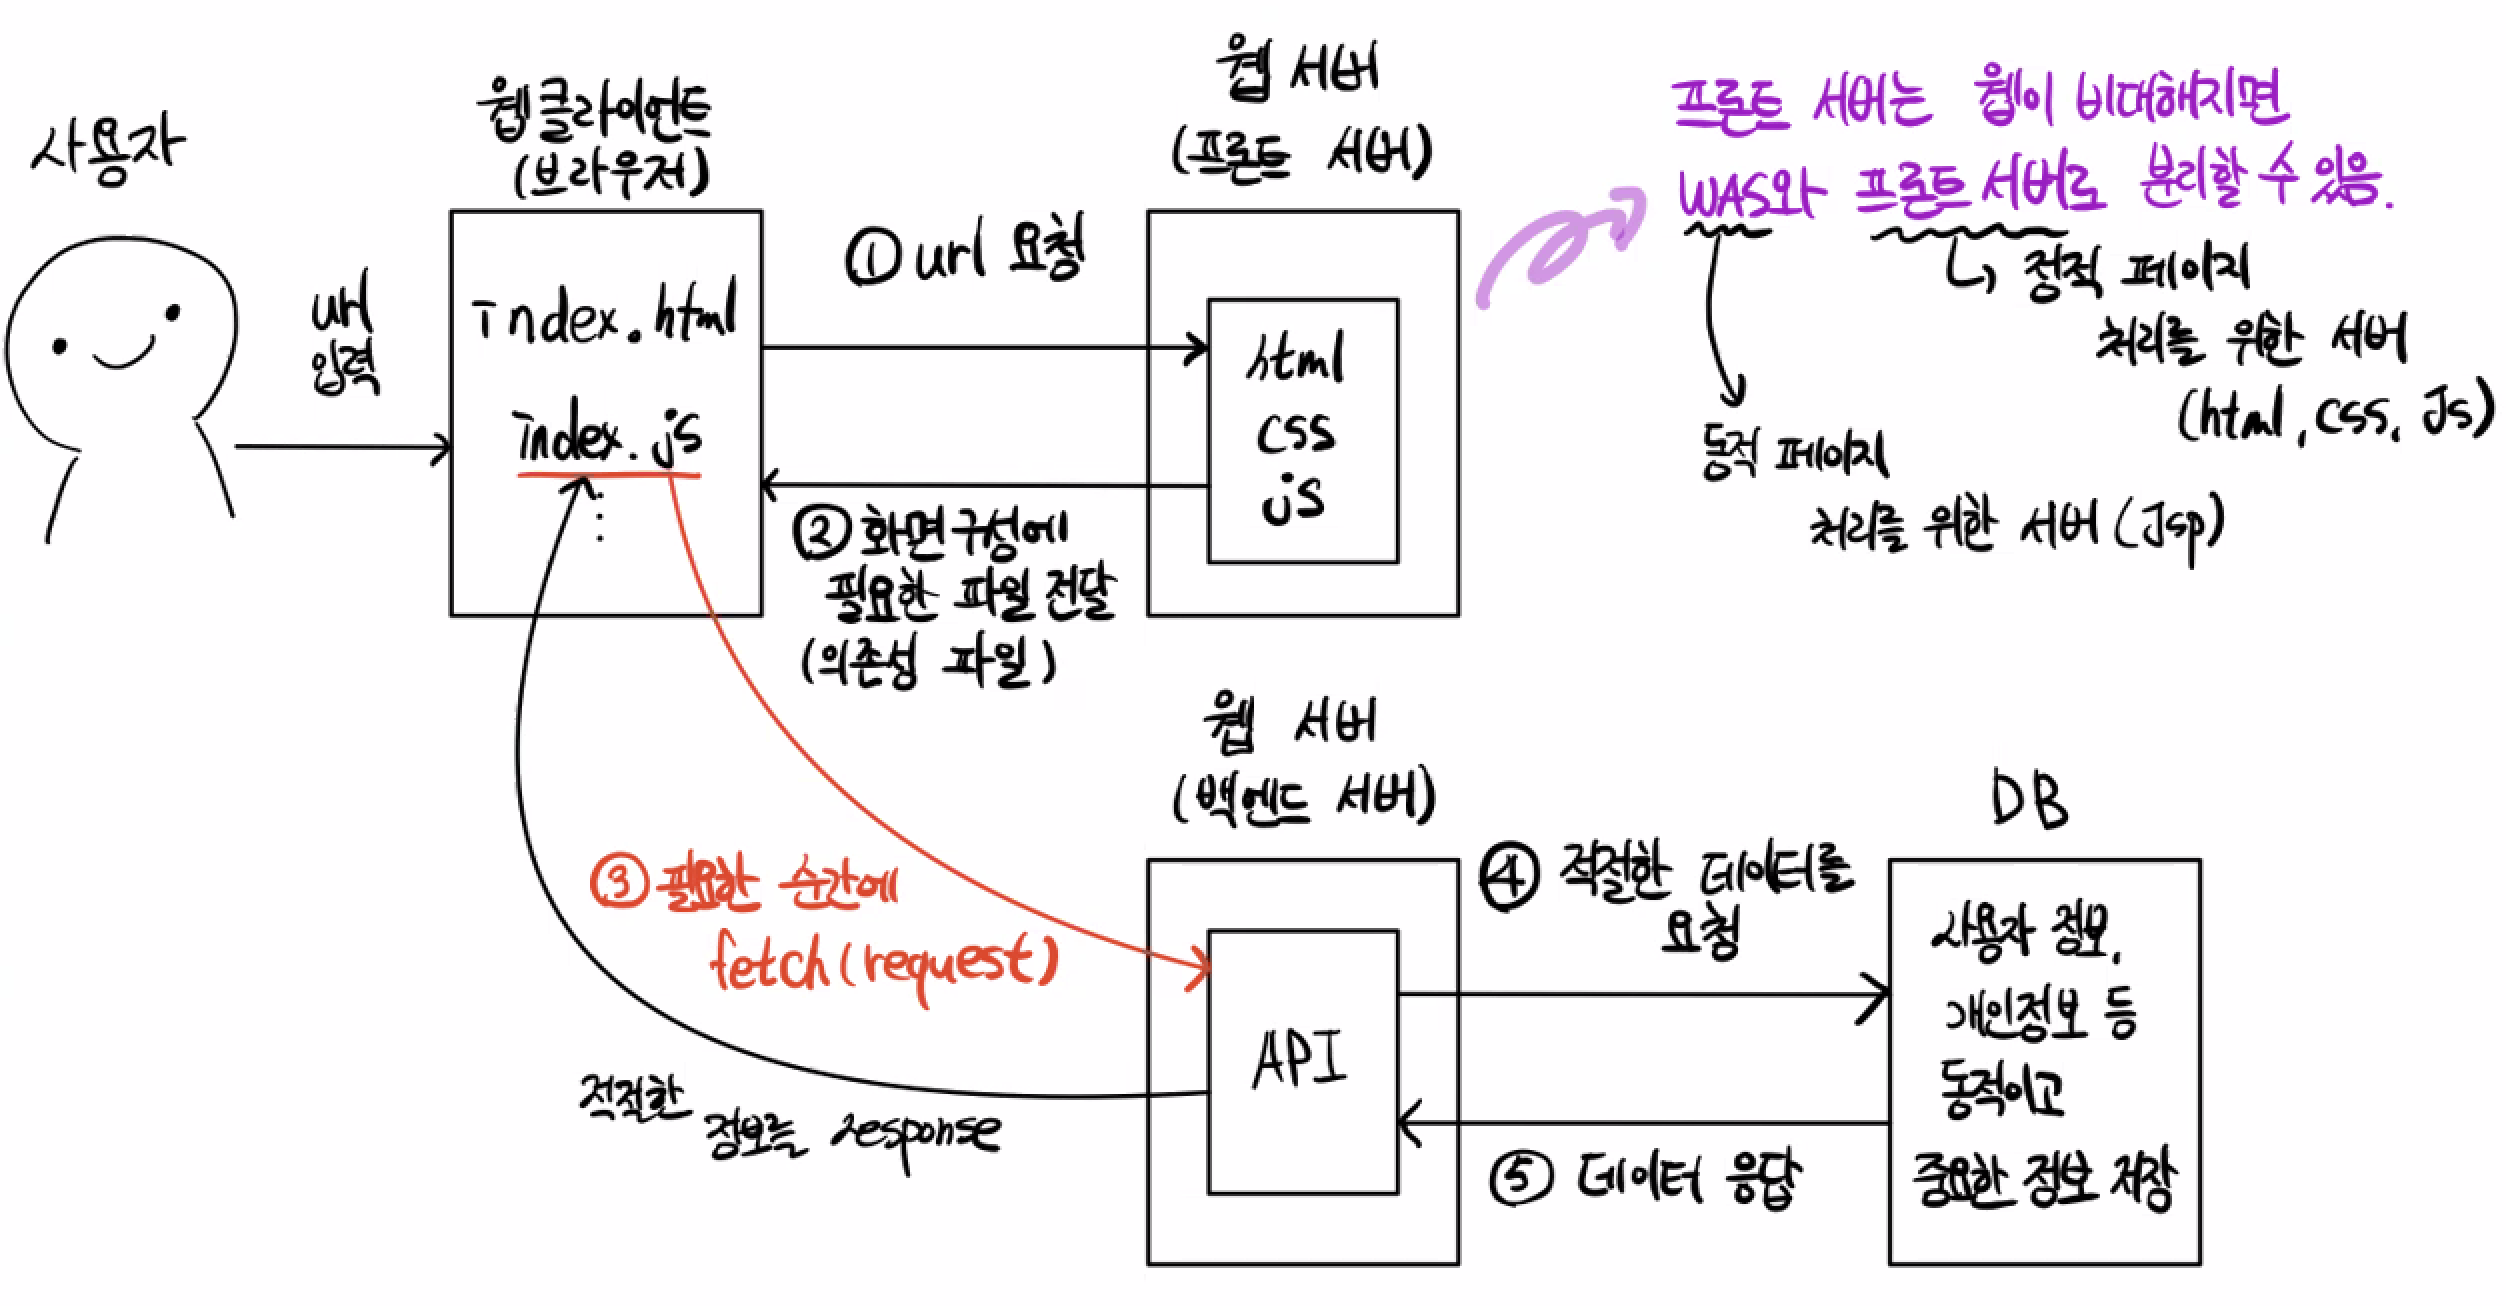 사용자
url
입력
웹클라이언트
(브라우저)
index.html
index.js
① url 요청
② 화면구성에
필요한 파일 전달
(의존성 파일)
웹 서버
(프론트 서버)
html
css
js
프론트 서버는 웹이 비대해지면
WAS와 프론트 서버로 분리할 수 있음.
정적 페이지
처리를 위한 서버
(html, css, Js)
동적 페이지
처리를 위한 서버 (Jsp)
③ 필요한 순간에
fetch (request)
적절한
정보를 response
웹 서버
(백엔드 서버)
API
④ 적절한 데이터를
요청
⑤ 데이터 응답
DB
사용자 정보,
개인정보 등
동적이고
중요한 정보 저장